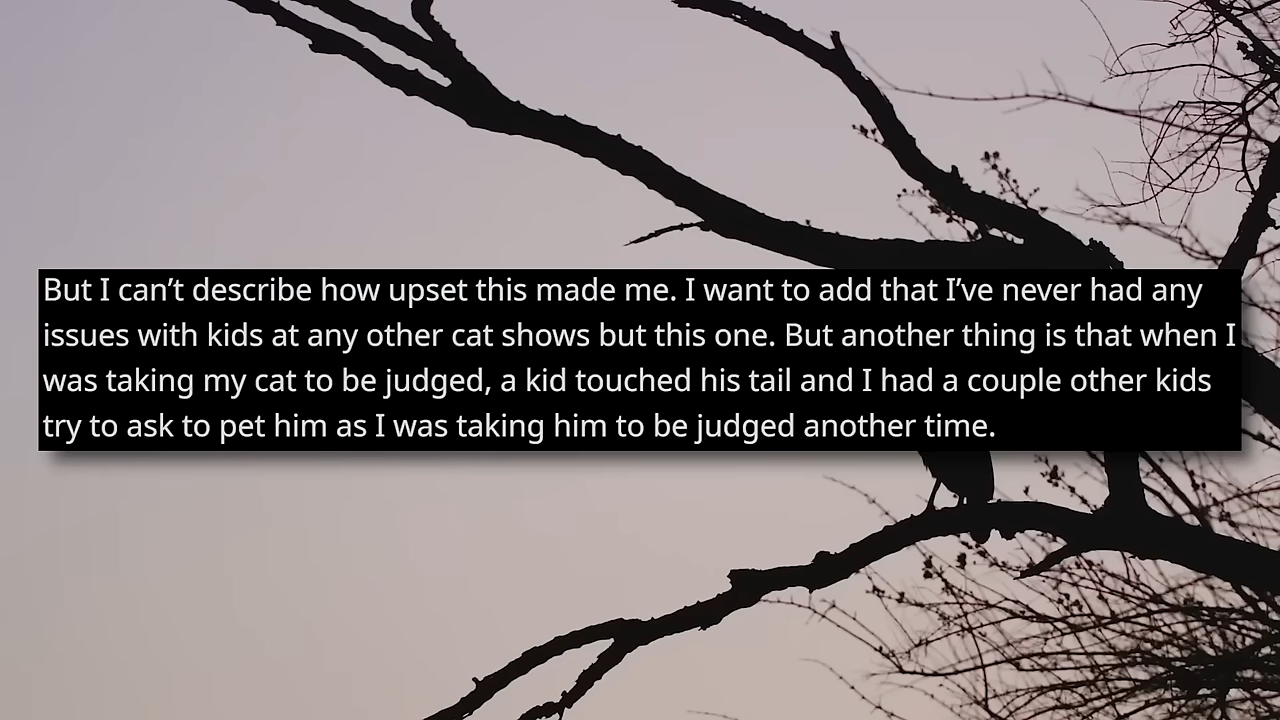 But I can’t describe how upset this made me. I want to add that I’ve never had any
issues with kids at any other cat shows but this one. But another thing is that when I
was taking my cat to be judged, a kid touched his tail and I had a couple other kids
try to ask to pet him as I was taking him to be judged another time.